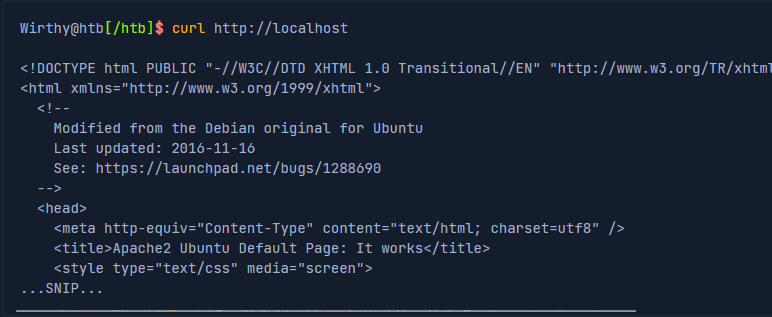 Wirthy@htb[/htb]$ curl http://localhost
<!DOCTYPE html PUBLIC "-//W3C//DTD XHTML 1.0 Transitional//EN" "http://www.w3.org/TR/xhtml
<html xmlns="http://www.w3.org/1999/xhtml">
<!--
Modified from the Debian original for Ubuntu
Last updated: 2016-11-16
See: https://launchpad.net/bugs/1288690
-->
<head>
<meta http-equiv="Content-Type" content="text/html; charset=utf8" />
<title>Apache2 Ubuntu Default Page: It works</title>
<style type="text/css" media="screen">
...SNIP...